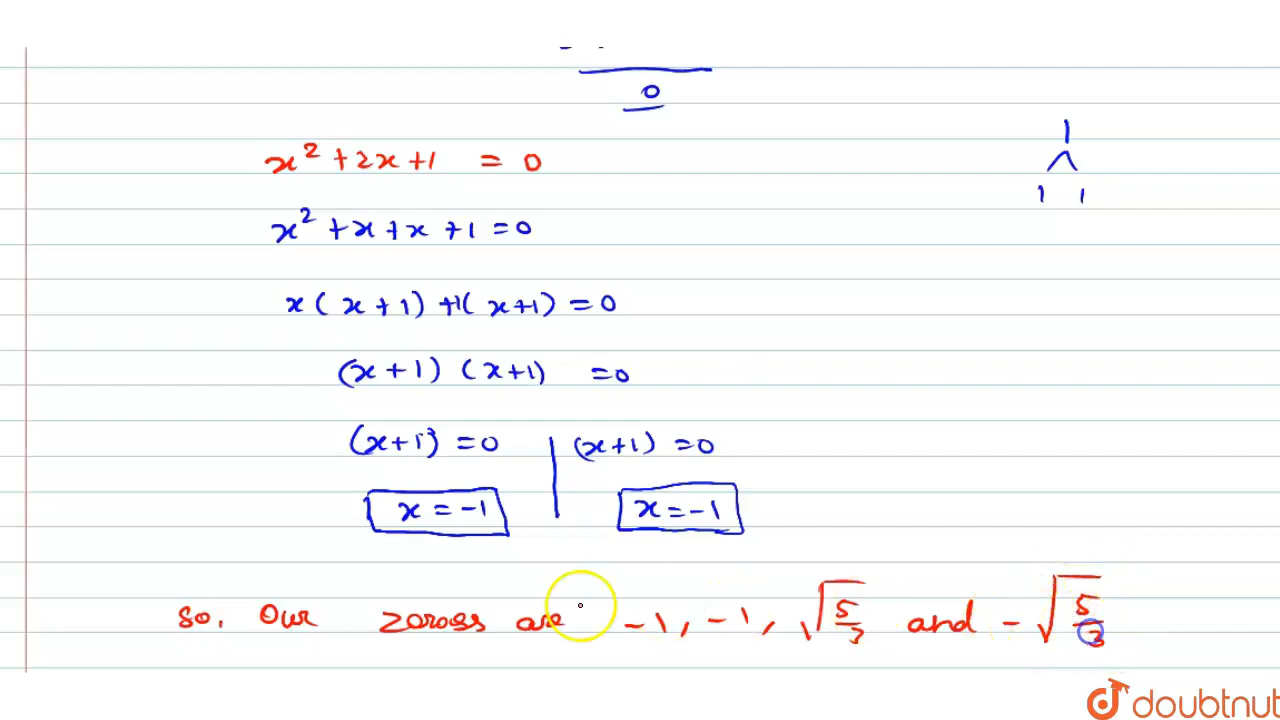 0
1
1 1
x² + 2x + 1 = 0
x² + x + x + 1 = 0
x ( x + 1 ) + 1 ( x + 1 ) = 0
(x + 1) (x + 1) = 0
(x + 1) = 0 | (x + 1) = 0
x = -1 x = -1
So, Our zeroes are -1, -1, √5/3 and - √5/3
doubtnut